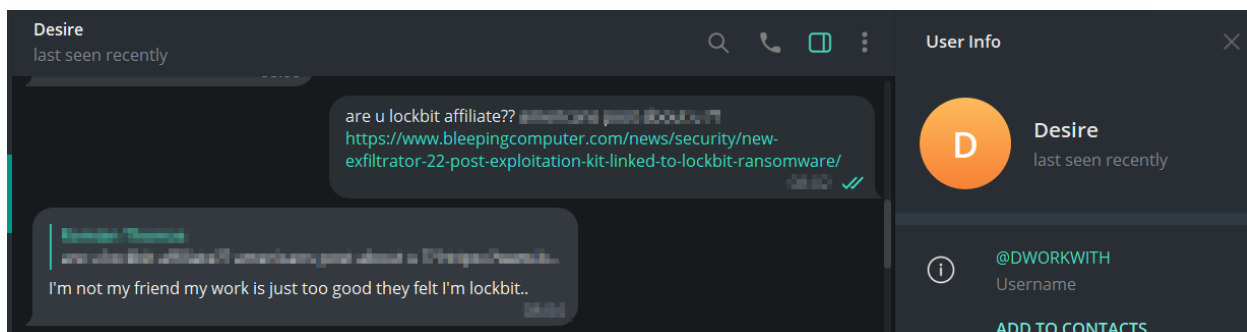 Desire
last seen recently
User Info
are u lockbit affiliate??
https://www.bleepingcomputer.com/news/security/new-
exfiltrator-22-post-exploitation-kit-linked-to-lockbit-ransomware/
I'm not my friend my work is just too good they felt I'm lockbit..
D
Desire
last seen recently
@DWORKWITH
Username
ADD TO CONTACTS